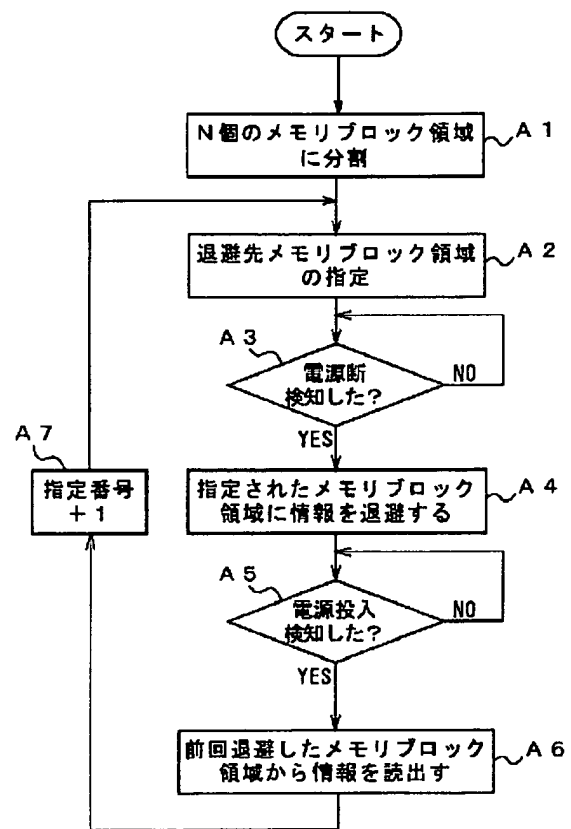 スタート
N個のメモリブロック領域
に分割
A1
退避先メモリブロック領域
の指定
A2
A3
電源断
検知した?
NO
YES
A7
指定番号
+1
指定されたメモリブロック
領域に情報を退避する
A4
A5
電源投入
検知した?
NO
YES
前回退避したメモリブロック
領域から情報を読出す
A6